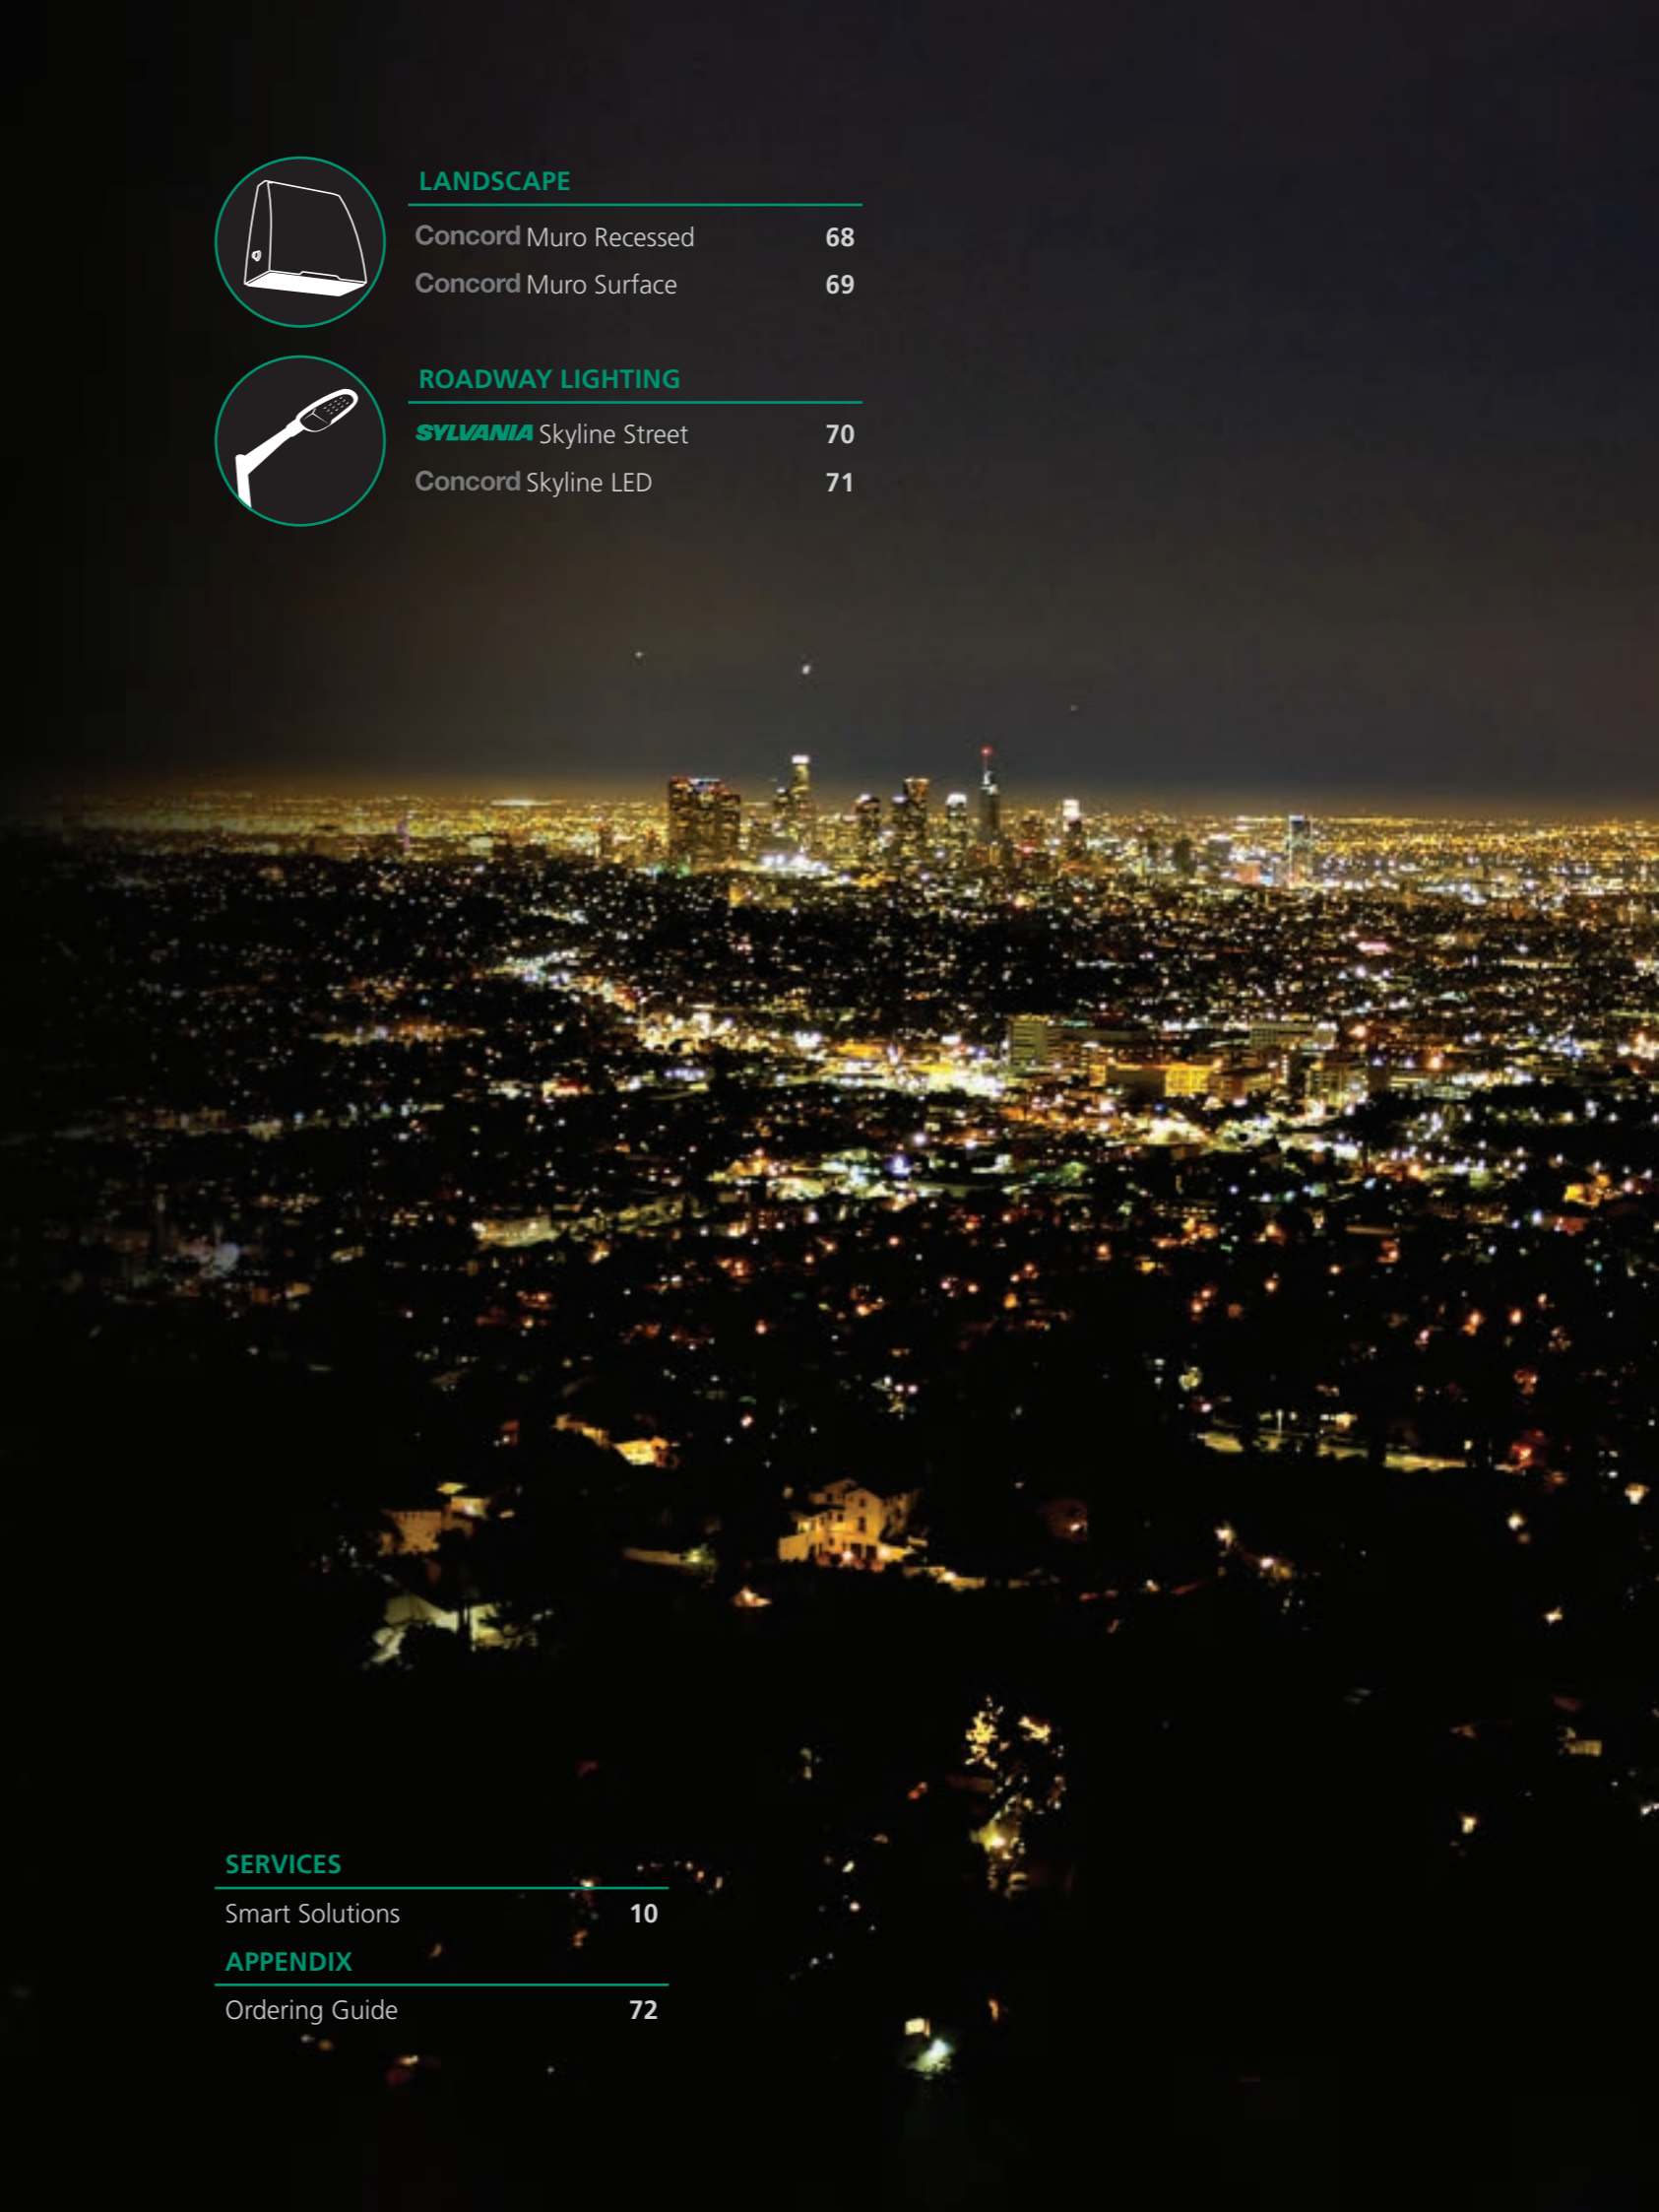 LANDSCAPE
Concord Muro Recessed 68
Concord Muro Surface 69
ROADWAY LIGHTING
SYLVANIA Skyline Street 70
Concord Skyline LED 71
SERVICES
Smart Solutions 10
APPENDIX
Ordering Guide 72